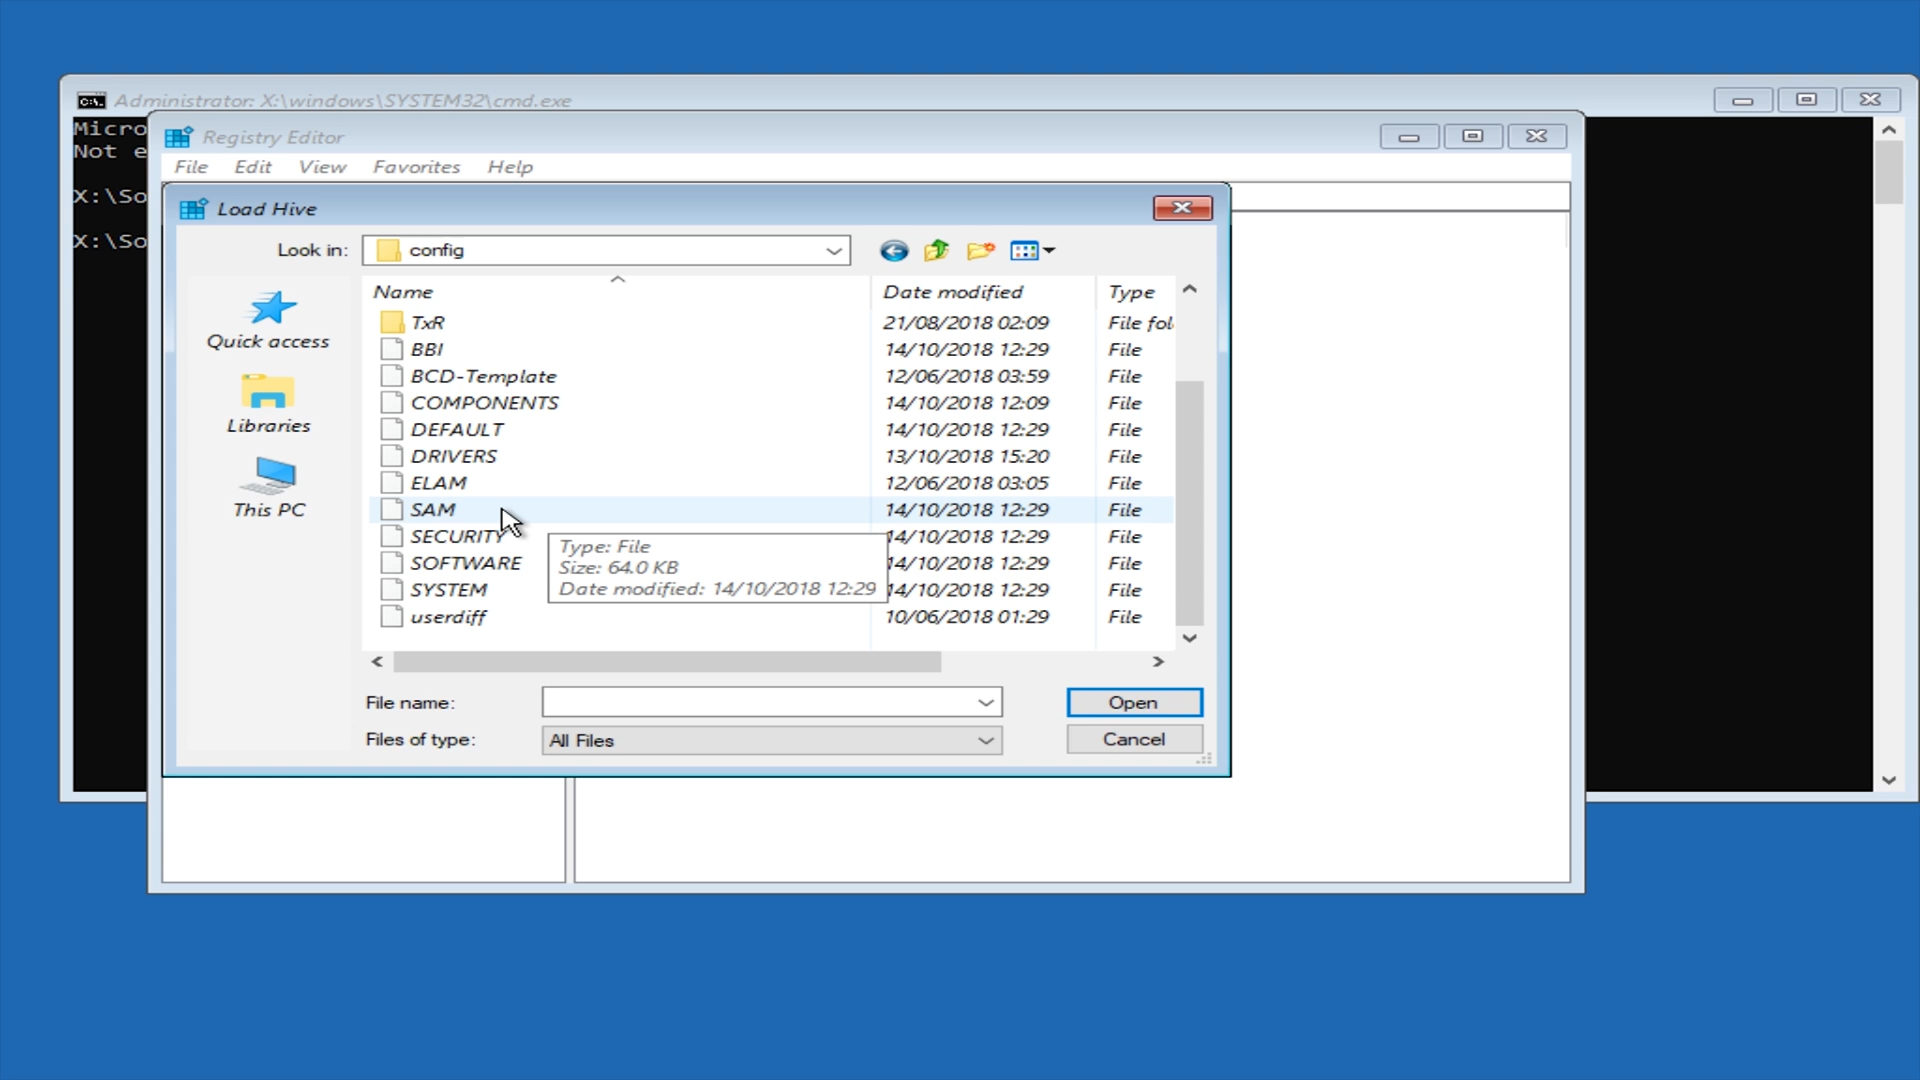 Administrator: X:\windows\SYSTEM32\cmd.exe
Micro
Not e
X:\So
X:\So
Registry Editor
File Edit View Favorites Help
Load Hive
Look in: config
Quick access
Libraries
This PC
Name Date modified Type
TxR 21/08/2018 02:09 File fol
BBI 14/10/2018 12:29 File
BCD-Template 12/06/2018 03:59 File
COMPONENTS 14/10/2018 12:09 File
DEFAULT 14/10/2018 12:29 File
DRIVERS 13/10/2018 15:20 File
ELAM 12/06/2018 03:05 File
SAM 14/10/2018 12:29 File
SECURITY 14/10/2018 12:29 File
SOFTWARE 14/10/2018 12:29 File
SYSTEM 14/10/2018 12:29 File
userdiff 10/06/2018 01:29 File
Type: File
Size: 64.0 KB
Date modified: 14/10/2018 12:29
File name: Open
Files of type: All Files Cancel